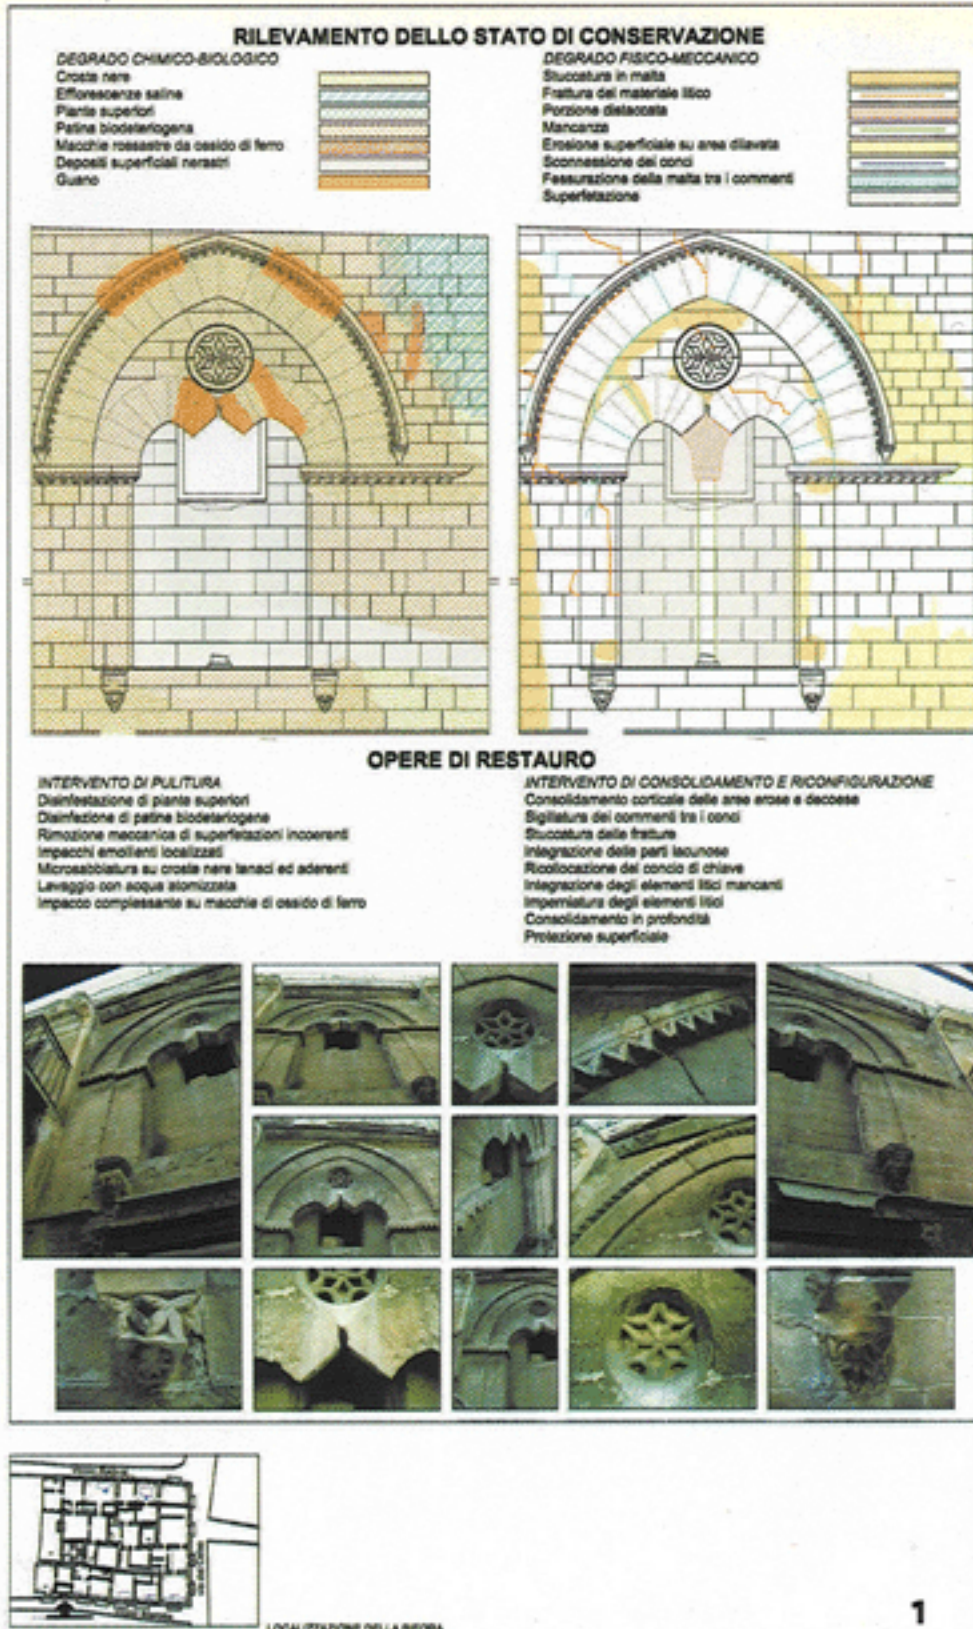 RILEVAMENTO DELLO STATO DI CONSERVAZIONE
DEGRADO CHIMICO-BIOLOGICO
Croste nere
Efflorescenze saline
Piante superiori
Patina biodeteriogena
Macchie rossastre da ossido di ferro
Depositi superficiali nerastri
Guano
DEGRADO FISICO-MECCANICO
Stuccatura in malta
Frattura del materiale litico
Porzione distaccata
Mancanza
Erosione superficiale su area dilavata
Sconnessione dei conci
Fessurazione della malta tra i commenti
Superfetazione
OPERE DI RESTAURO
INTERVENTO DI PULITURA
Disinfestazione di piante superiori
Disinfezione di patine biodeteriogene
Rimozione meccanica di superfetazioni incoerenti
Impacchi emollienti localizzati
Microsabbiatura su croste nere tenaci ed aderenti
Lavaggio con acqua atomizzata
Impacco complessante su macchie di ossido di ferro
INTERVENTO DI CONSOLIDAMENTO E RICONFIGURAZIONE
Consolidamento corticale delle aree erose e decoese
Sigillatura dei commenti tra i conci
Stuccatura delle fratture
Integrazione delle parti lacunose
Ricollocazione del concio di chiave
Integrazione degli elementi litici mancanti
Imperniatura degli elementi litici
Consolidamento in profondità
Protezione superficiale
LOCALIZZAZIONE DELLA BIFORA
1